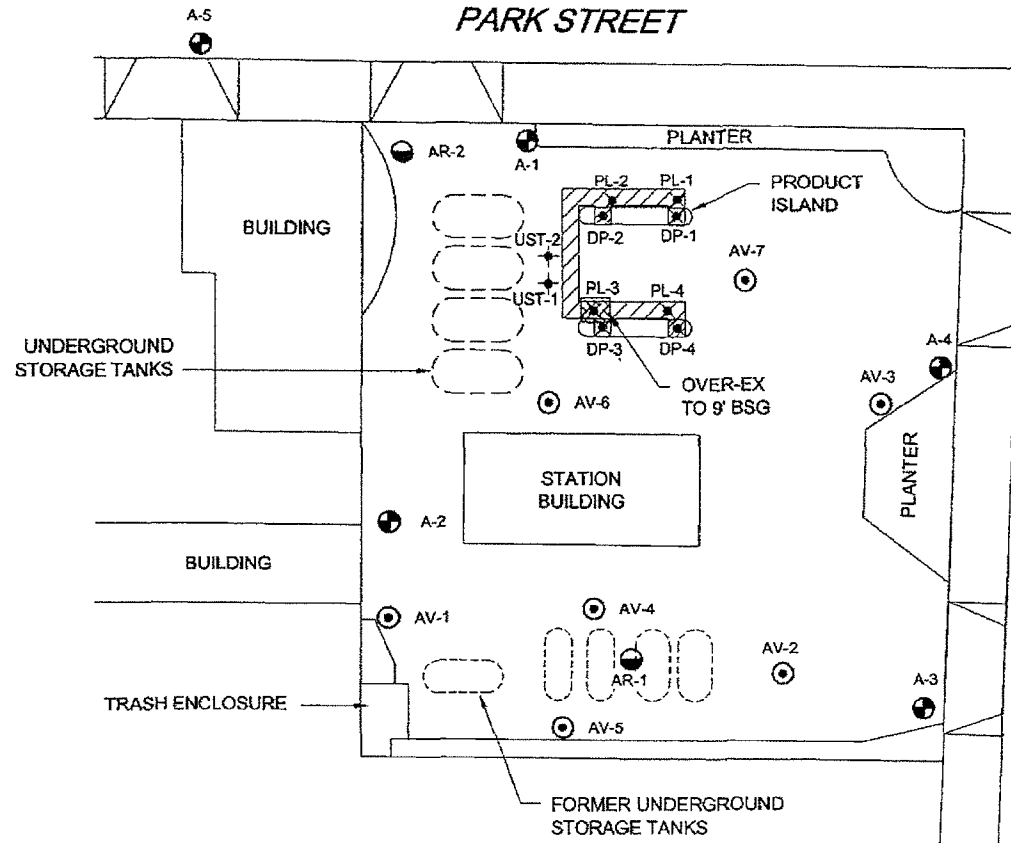 PARK STREET
A-5
AR-2
A-1
PLANTER
PL-2
PL-1
PRODUCT
ISLAND
BUILDING
DP-2
DP-1
UST-2
AV-7
UST-1
PL-3
PL-4
UNDERGROUND
STORAGE TANKS
DP-3
DP-4
A-4
OVER-EX
TO 9' BSG
AV-3
AV-6
PLANTER
STATION
BUILDING
A-2
BUILDING
AV-1
AV-4
AR-1
AV-2
A-3
TRASH ENCLOSURE
AV-5
FORMER UNDERGROUND
STORAGE TANKS